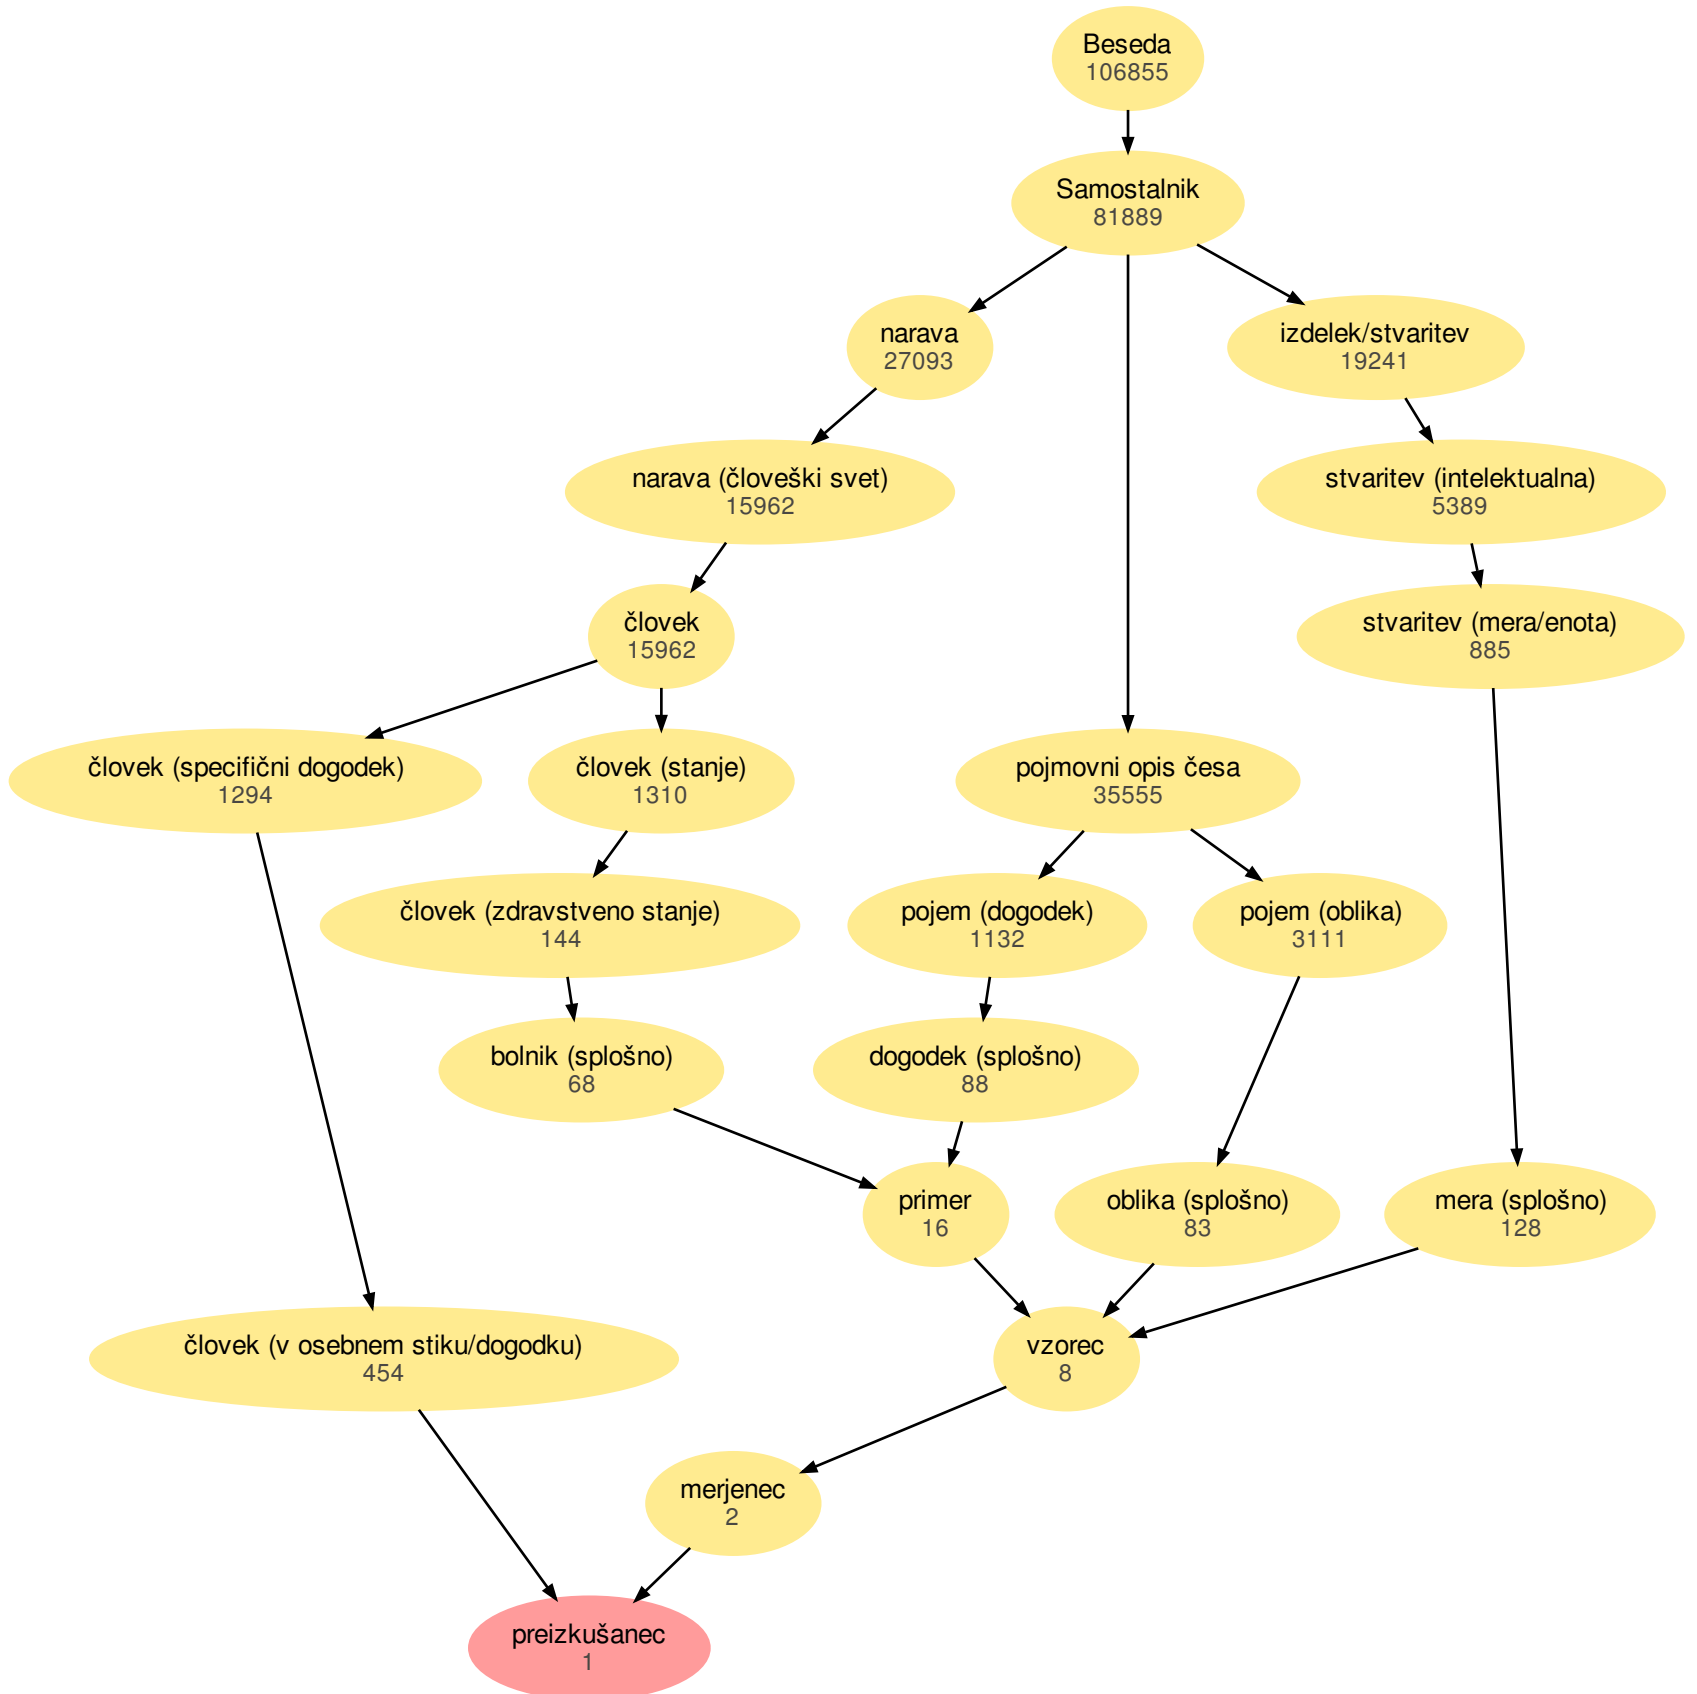 Beseda
106855
Samostalnik
81889
narava
27093
izdelek/stvaritev
19241
narava (človeški svet)
15962
stvaritev (intelektualna)
5389
človek
15962
stvaritev (mera/enota)
885
človek (specifični dogodek)
1294
človek (stanje)
1310
pojmovni opis česa
35555
človek (zdravstveno stanje)
144
pojem (dogodek)
1132
pojem (oblika)
3111
bolnik (splošno)
68
dogodek (splošno)
88
primer
16
oblika (splošno)
83
mera (splošno)
128
človek (v osebnem stiku/dogodku)
454
vzorec
8
merjenec
2
preizkušanec
1